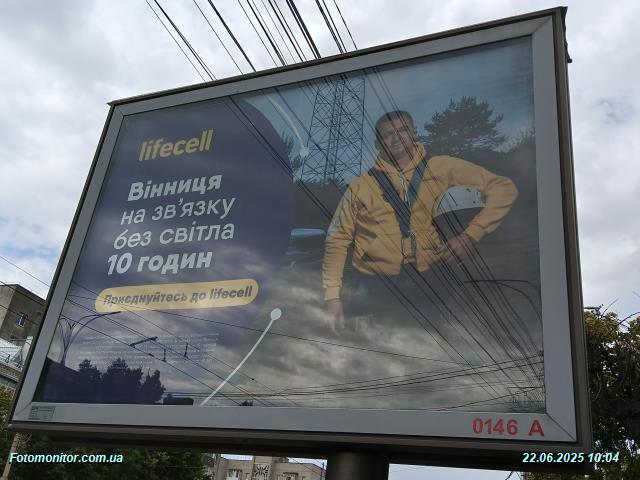 lifecell
Вінниця
на зв'язку
без світла
10 годин
Приєднуйтесь до lifecell
0146 A
Fotomonitor.com.ua
22.06.2025 10:04